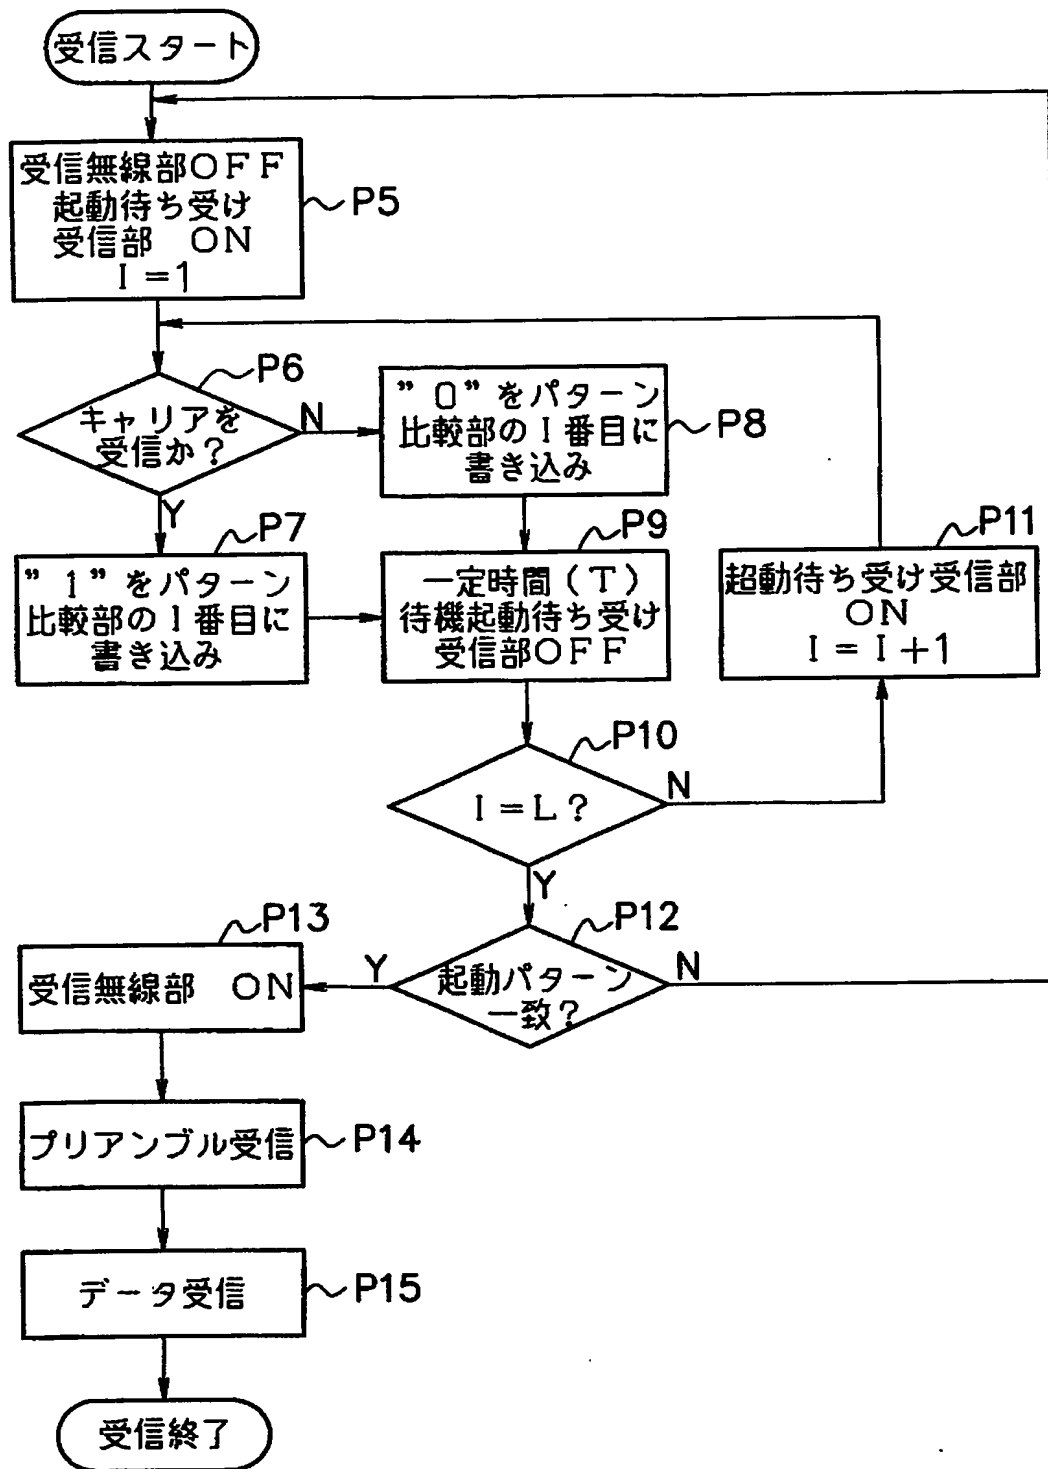 受信スタート
受信無線部OFF
起動待ち受け
受信部 ON
I=1
P5
P6
キャリアを
受信か?
N
Y
"0"をパターン
比較部のI番目に
書き込み
P8
P7
"1"をパターン
比較部のI番目に
書き込み
P9
一定時間(T)
待機起動待ち受け
受信部OFF
P11
超動待ち受け受信部
ON
I=I+1
P10
I=L?
N
Y
P12
起動パターン
一致?
N
Y
P13
受信無線部 ON
プリアンブル受信
P14
データ受信
P15
受信終了